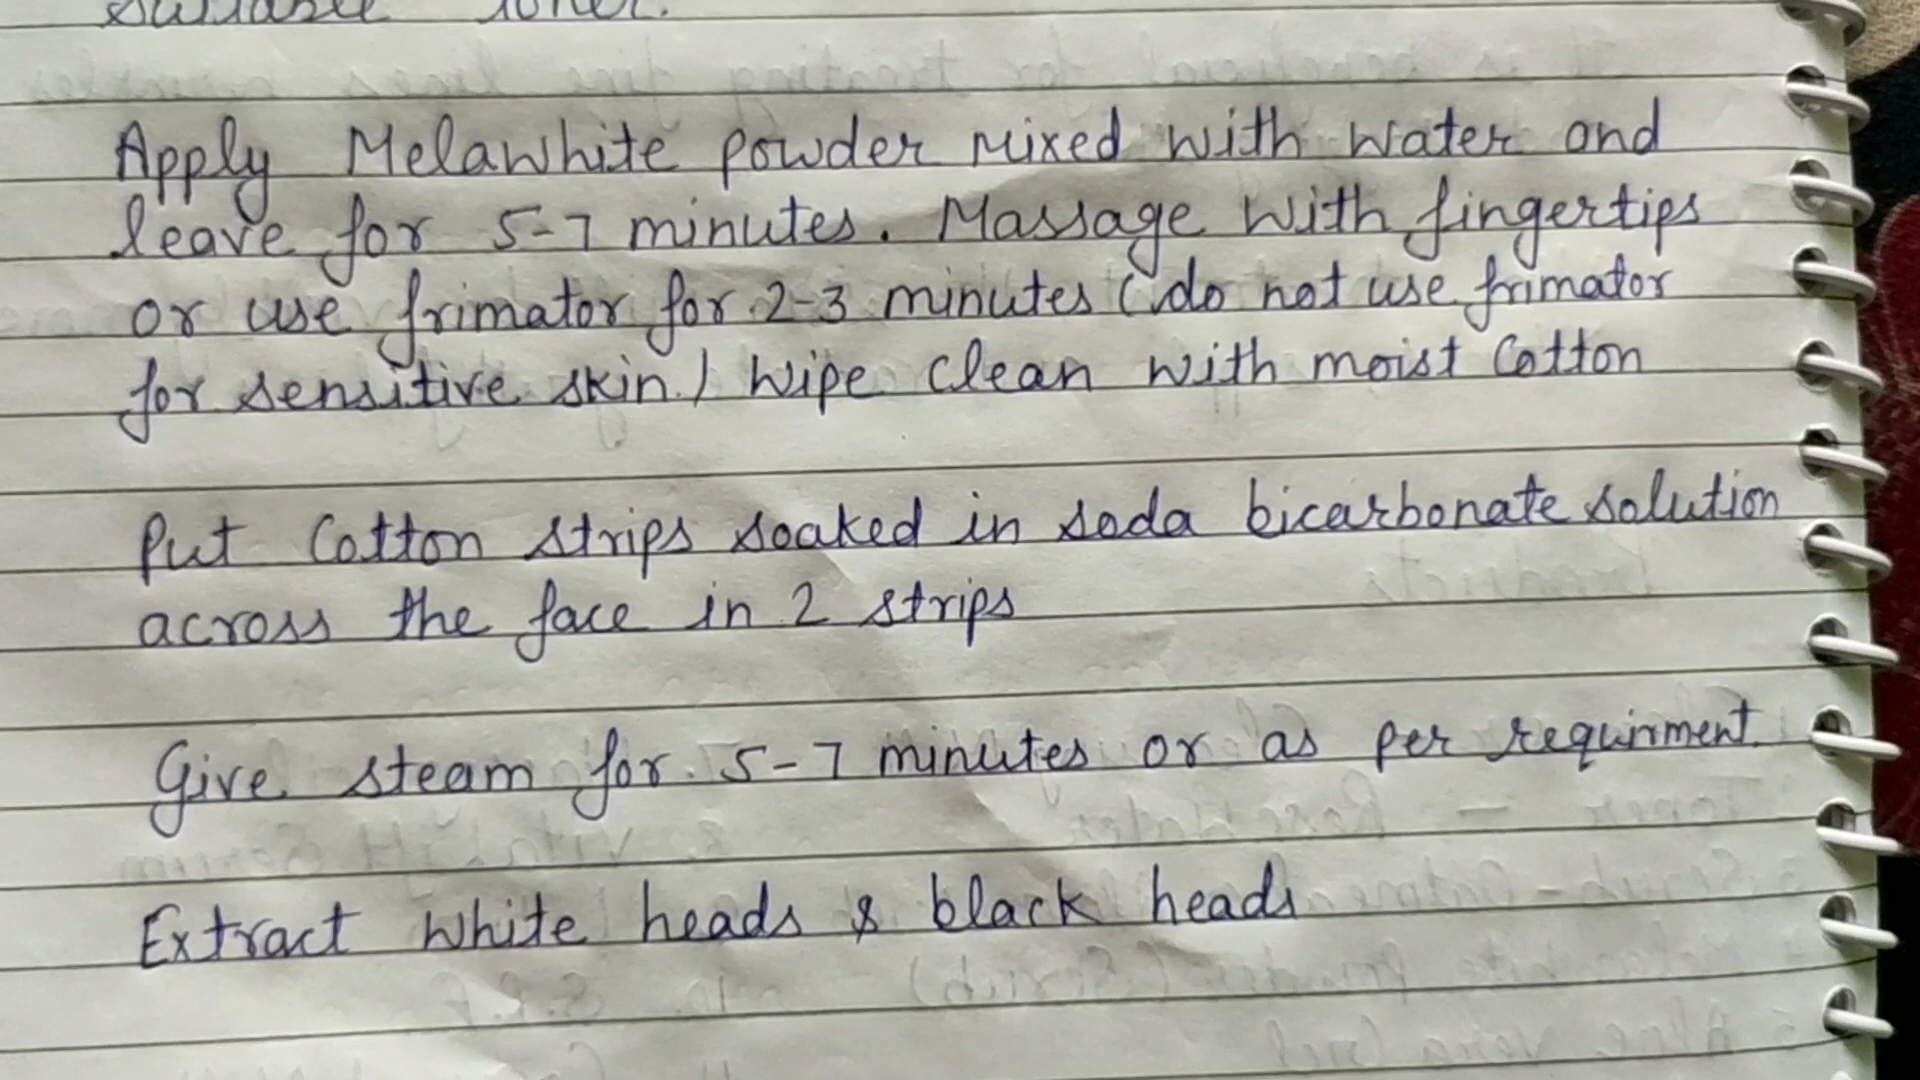 suitable toner.
Apply Melawhite powder mixed with water and
leave for 5-7 minutes. Massage with fingertips
or use frimator for 2-3 minutes (do not use frimator
for sensitive skin.) Wipe clean with moist Cotton
Put Cotton strips soaked in soda bicarbonate solution
across the face in 2 strips
Give steam for 5-7 minutes or as per requirment.
Extract White heads & black heads